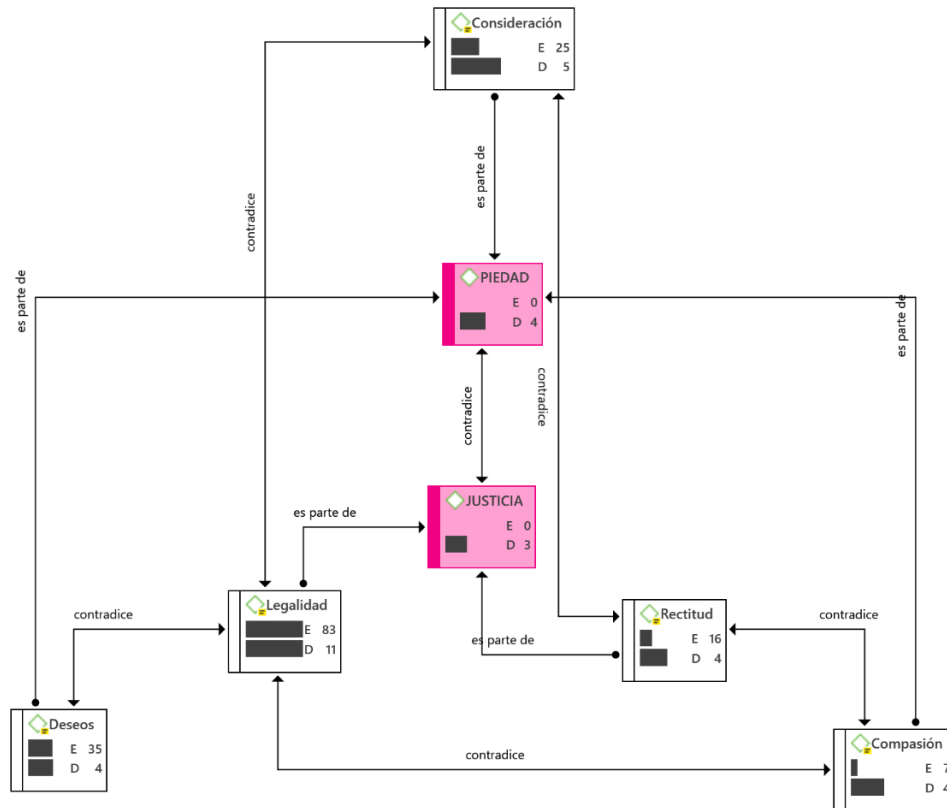 Consideración
E 25
D 5
contradice
es parte de
es parte de
PIEDAD
E 0
D 4
es parte de
contradice
contradice
JUSTICIA
E 0
D 3
es parte de
Legalidad
E 83
D 11
contradice
es parte de
Rectitud
E 16
D 4
contradice
Deseos
E 35
D 4
contradice
Compasión
E 7
D 4